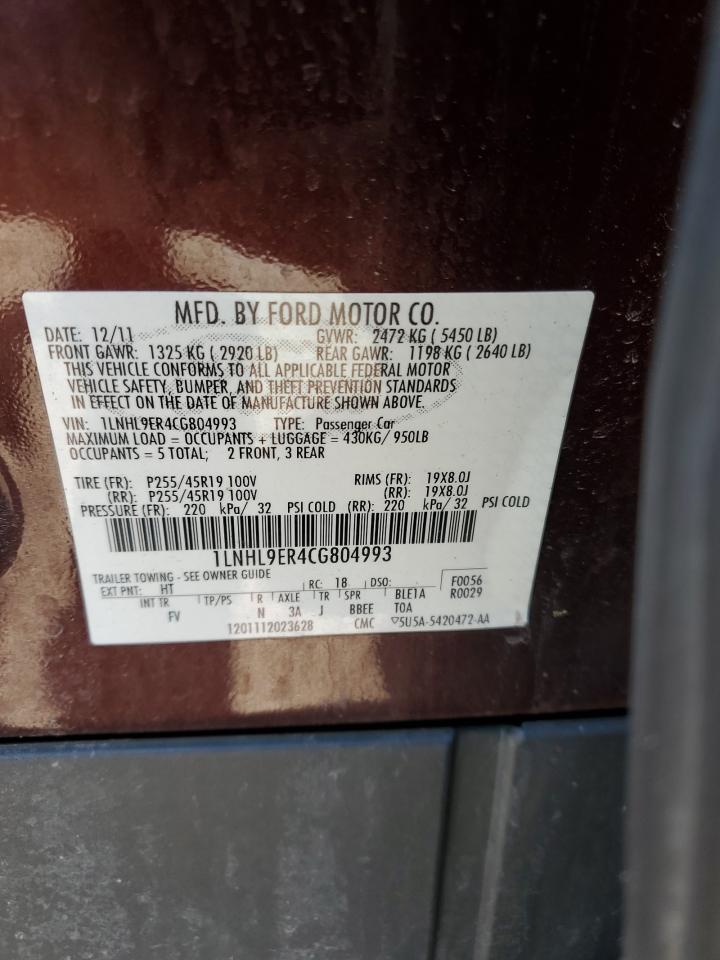 MFD. BY FORD MOTOR CO.
DATE: 12/11 GVWR: 2472 KG ( 5450 LB)
FRONT GAWR: 1325 KG ( 2920 LB) REAR GAWR: 1198 KG ( 2640 LB)
THIS VEHICLE CONFORMS TO ALL APPLICABLE FEDERAL MOTOR
VEHICLE SAFETY, BUMPER, AND THEFT PREVENTION STANDARDS
IN EFFECT ON THE DATE OF MANUFACTURE SHOWN ABOVE.
VIN: 1LNHL9ER4CG804993 TYPE: Passenger Car
MAXIMUM LOAD = OCCUPANTS + LUGGAGE = 430KG/ 950LB
OCCUPANTS = 5 TOTAL; 2 FRONT, 3 REAR
TIRE (FR): P255/45R19 100V RIMS (FR): 19X8.0J
(RR): P255/45R19 100V (RR): 19X8.0J
PRESSURE (FR): 220 kPa/ 32 PSI COLD (RR): 220 kPa/ 32 PSI COLD
1LNHL9ER4CG804993
TRAILER TOWING - SEE OWNER GUIDE
EXT PNT: HT RC: 18 DSO: F0056
INT TR TP/PS R AXLE TR SPR BLE1A R0029
FV N 3A J BBEE TOA
1201112023628 CMC ▽5U5A-5420472-AA